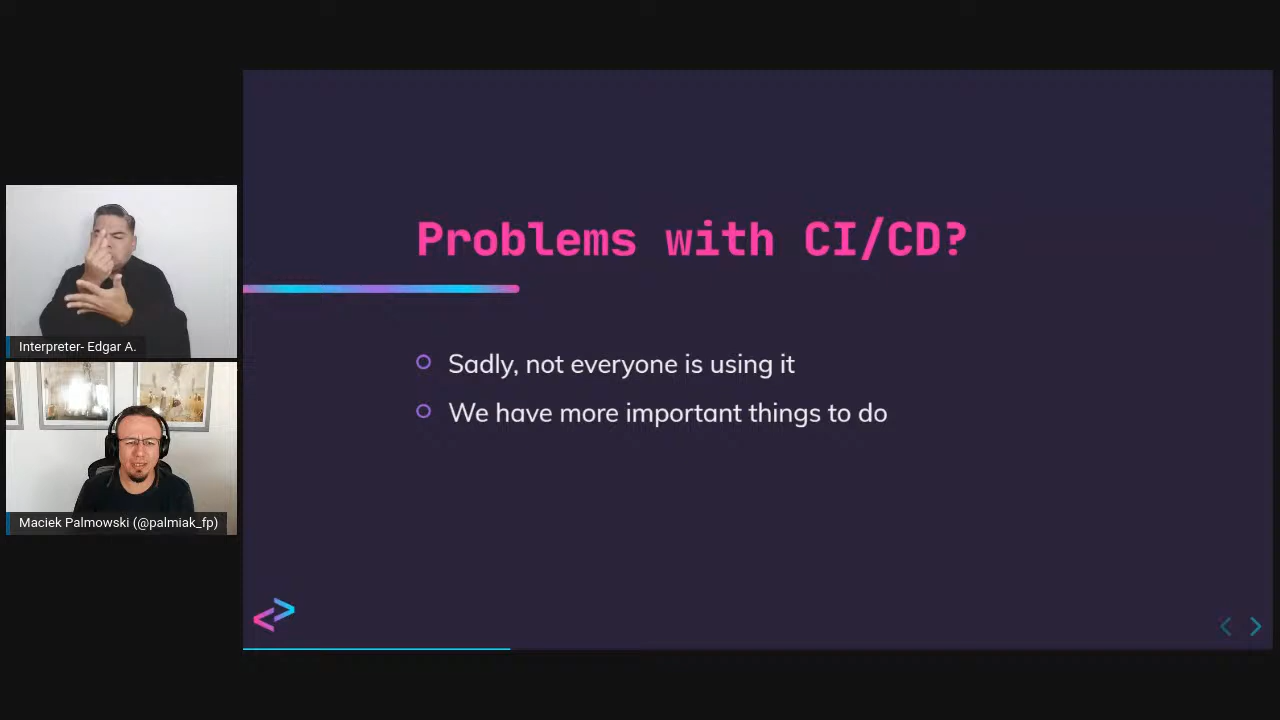 Problems with CI/CD?
Sadly, not everyone is using it
We have more important things to do
Interpreter- Edgar A.
Maciek Palmowski (@palmiak_fp)